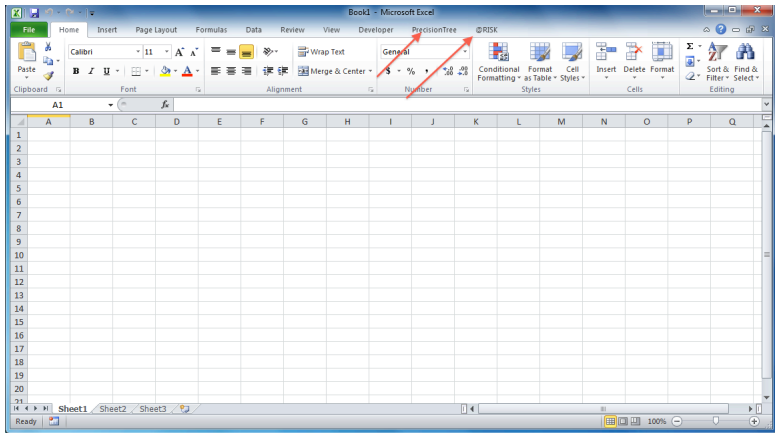 Book1 - Microsoft Excel
File Home Insert Page Layout Formulas Data Review View Developer PrecisionTree @RISK
Calibri 11 A A Wrap Text General Σ
Paste B I U A Merge & Center $ % , .00 Conditional Formatting Format as Table Cell Styles Insert Delete Format Sort & Filter Find & Select
Clipboard Font Alignment Number Styles Cells Editing
A1 fx
A B C D E F G H I J K L M N O P Q
1
2
3
4
5
6
7
8
9
10
11
12
13
14
15
16
17
18
19
20
21
Sheet1 Sheet2 Sheet3
Ready 100%